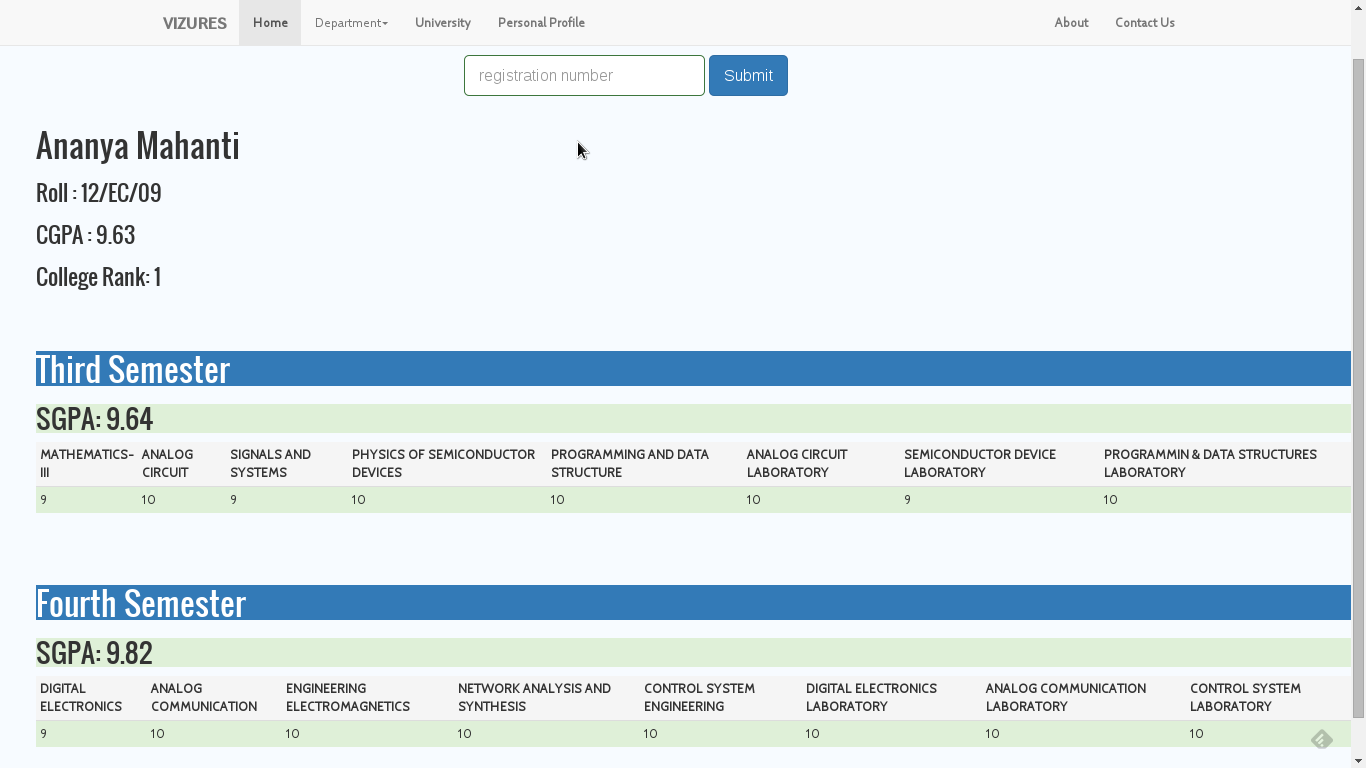 VIZURES Home Department University Personal Profile About Contact Us
registration number Submit
Ananya Mahanti
Roll : 12/EC/09
CGPA : 9.63
College Rank: 1
Third Semester
SGPA: 9.64
MATHEMATICS- ANALOG SIGNALS AND PHYSICS OF SEMICONDUCTOR PROGRAMMING AND DATA ANALOG CIRCUIT SEMICONDUCTOR DEVICE PROGRAMMIN & DATA STRUCTURES
III CIRCUIT SYSTEMS DEVICES STRUCTURE LABORATORY LABORATORY LABORATORY
9 10 9 10 10 10 9 10
Fourth Semester
SGPA: 9.82
DIGITAL ANALOG ENGINEERING NETWORK ANALYSIS AND CONTROL SYSTEM DIGITAL ELECTRONICS ANALOG COMMUNICATION CONTROL SYSTEM
ELECTRONICS COMMUNICATION ELECTROMAGNETICS SYNTHESIS ENGINEERING LABORATORY LABORATORY LABORATORY
9 10 10 10 10 10 10 10